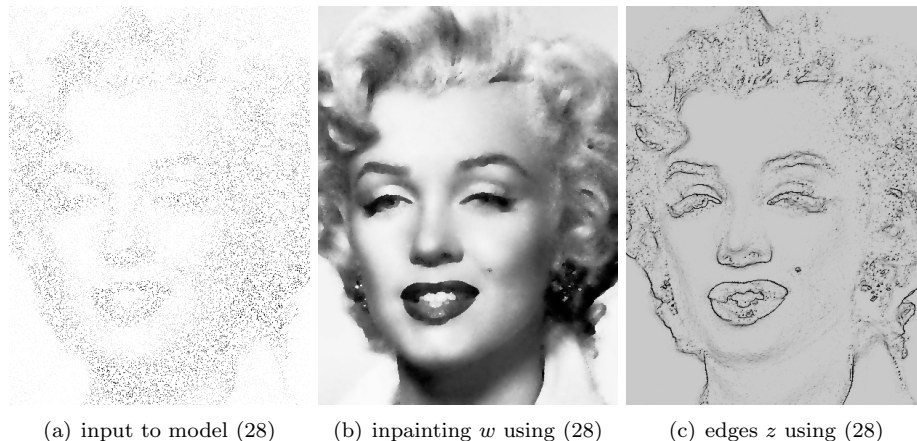 (a) input to model (28)
(b) inpainting w using (28)
(c) edges z using (28)